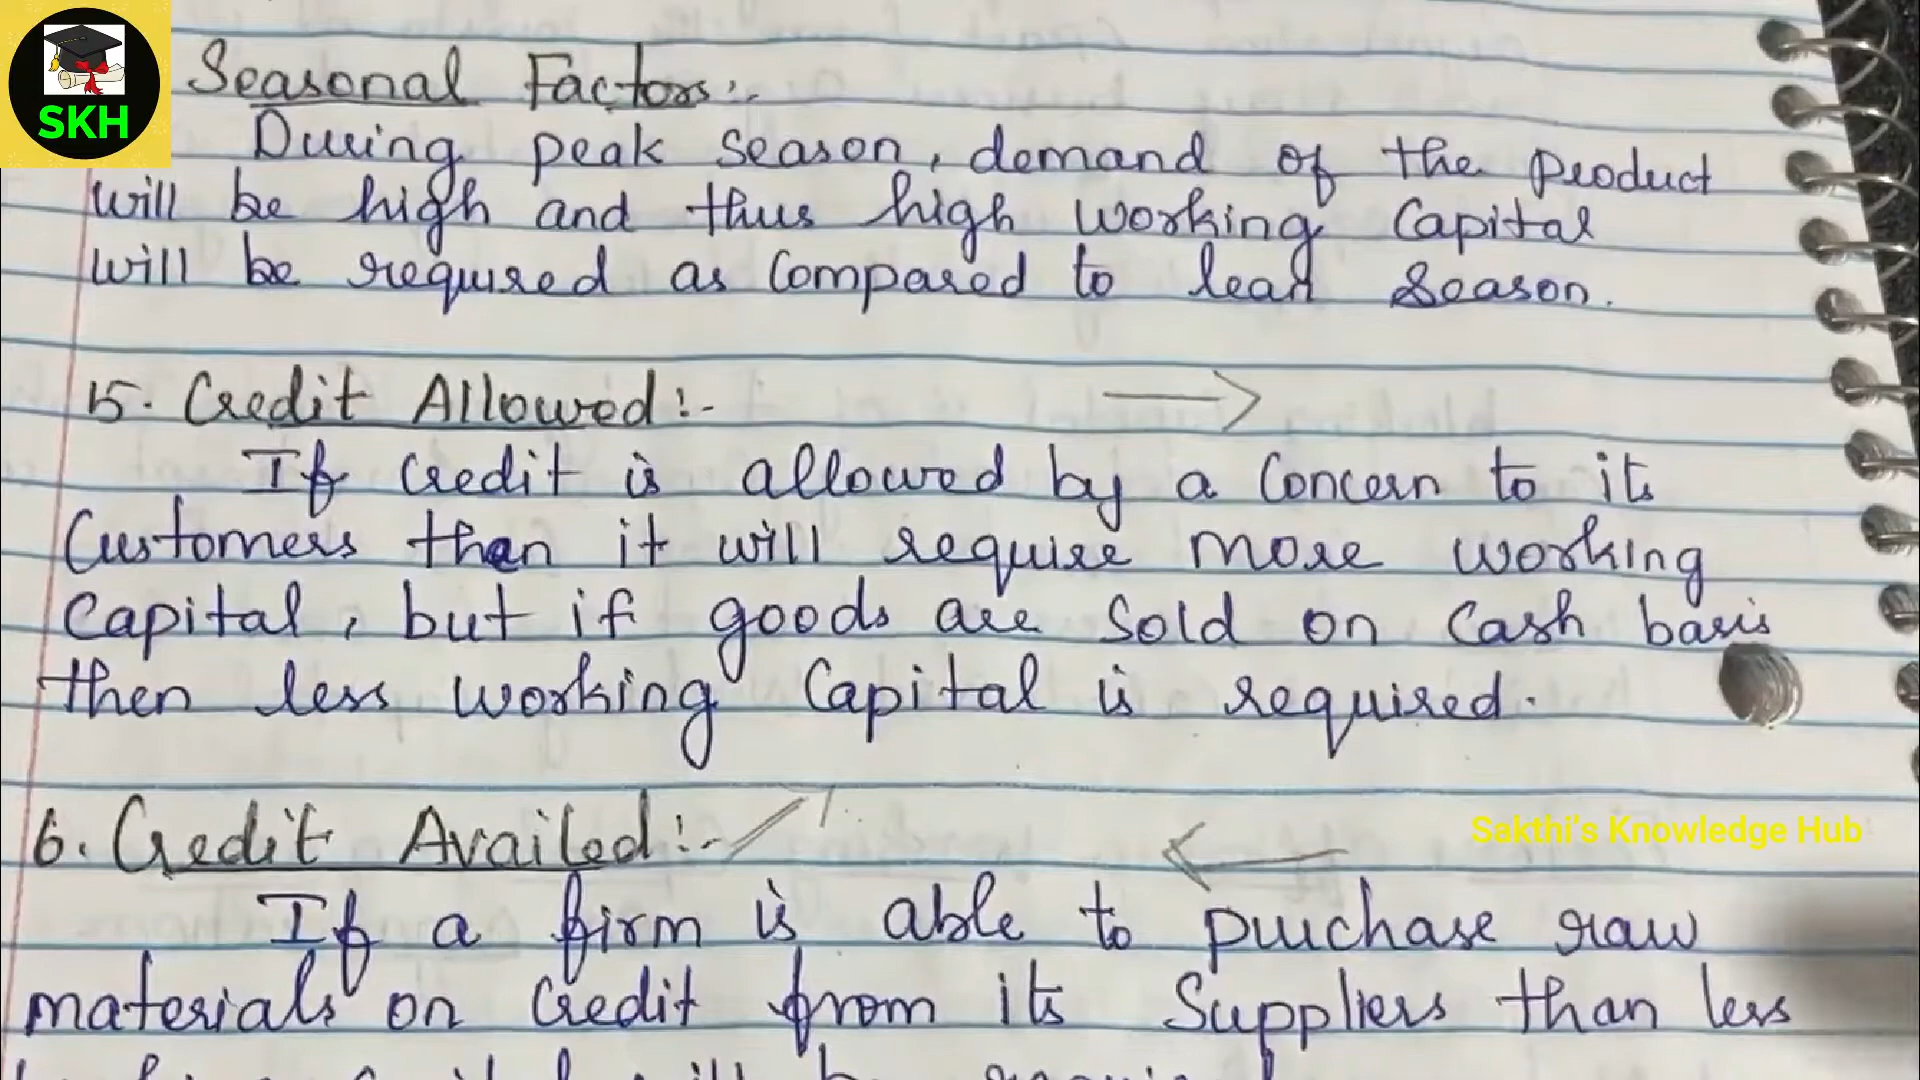 SKH
Seasonal Factors:-
During peak season, demand of the product
will be high and thus high working capital
will be required as compared to lean season.
5. Credit Allowed:-
If credit is allowed by a concern to its
customers then it will require more working
capital, but if goods are sold on cash basis
then less working capital is required.
6. Credit Availed:-
Sakthi's Knowledge Hub
If a firm is able to purchase raw
materials on credit from its suppliers than less